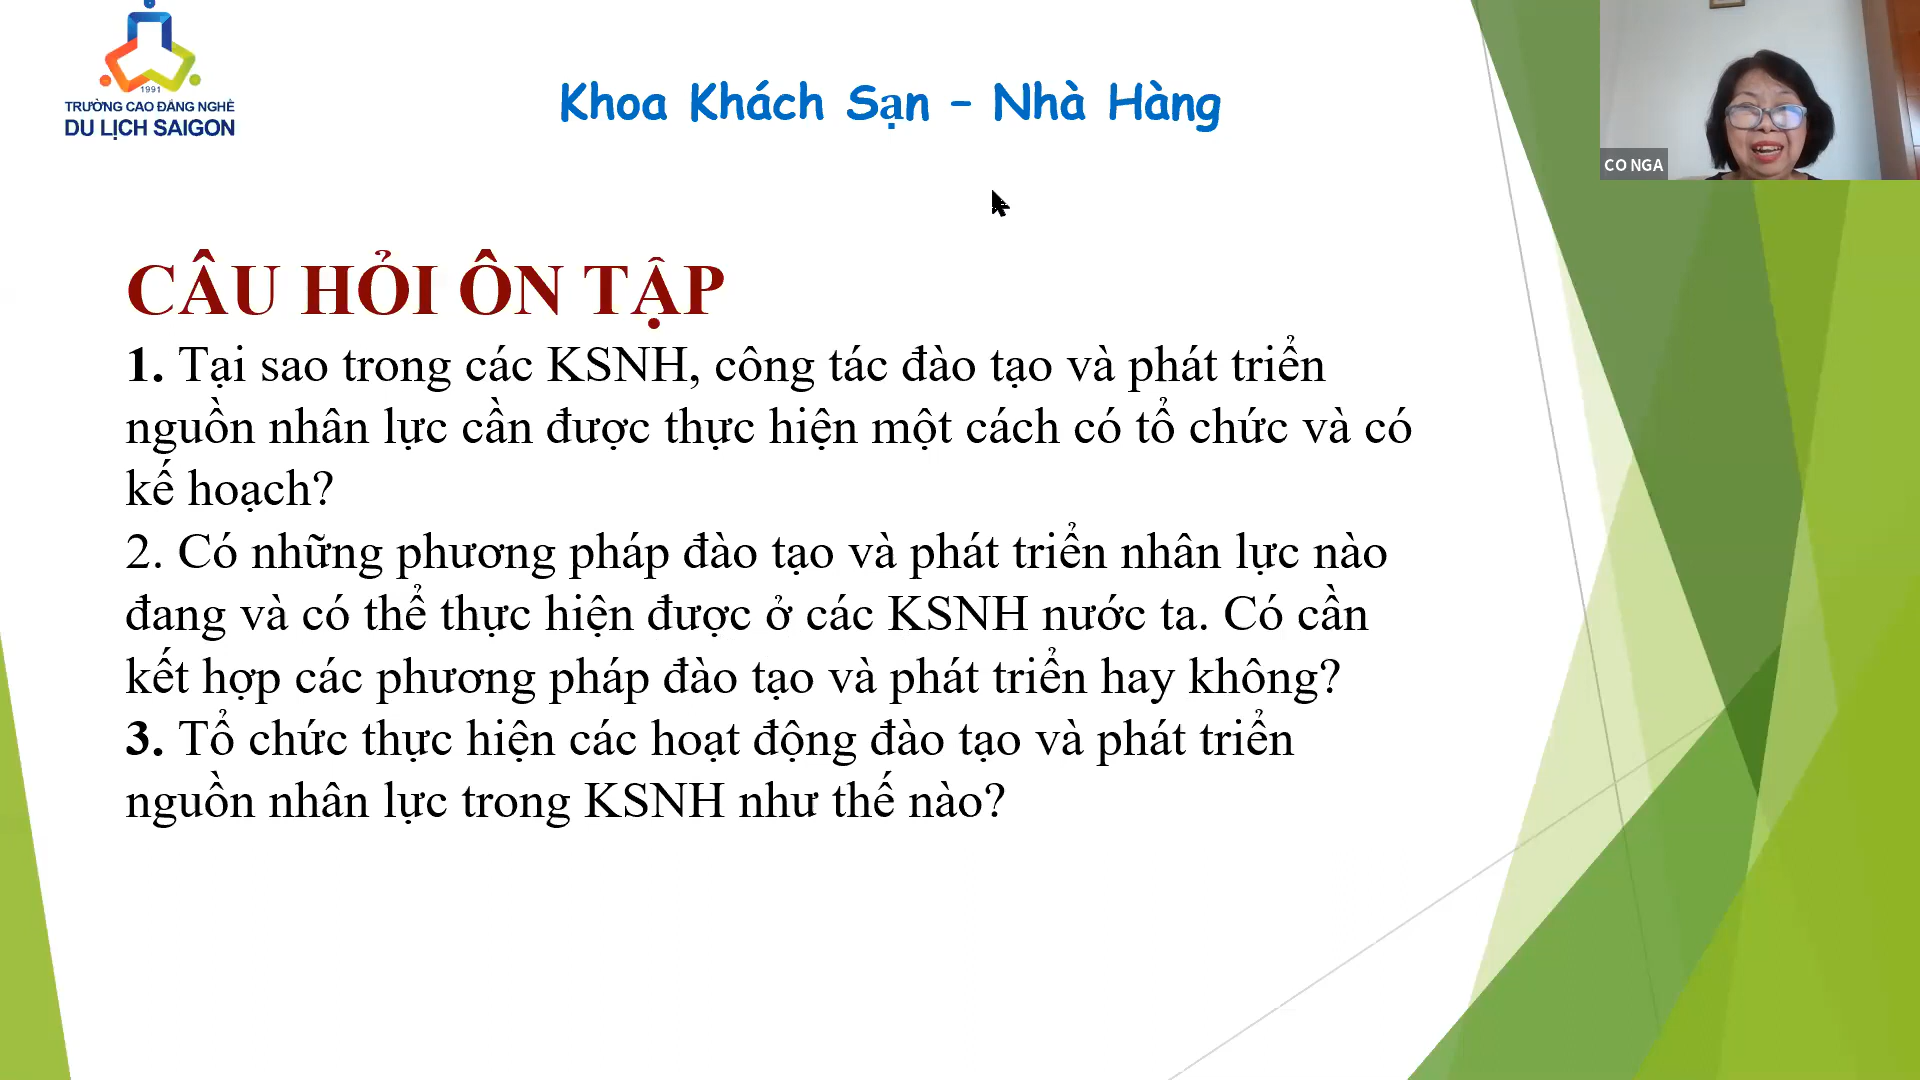 1991
TRƯỜNG CAO ĐẲNG NGHỀ
DU LỊCH SAIGON
Khoa Khách Sạn – Nhà Hàng
CO NGA
CÂU HỎI ÔN TẬP
1. Tại sao trong các KSNH, công tác đào tạo và phát triển
nguồn nhân lực cần được thực hiện một cách có tổ chức và có
kế hoạch?
2. Có những phương pháp đào tạo và phát triển nhân lực nào
đang và có thể thực hiện được ở các KSNH nước ta. Có cần
kết hợp các phương pháp đào tạo và phát triển hay không?
3. Tổ chức thực hiện các hoạt động đào tạo và phát triển
nguồn nhân lực trong KSNH như thế nào?